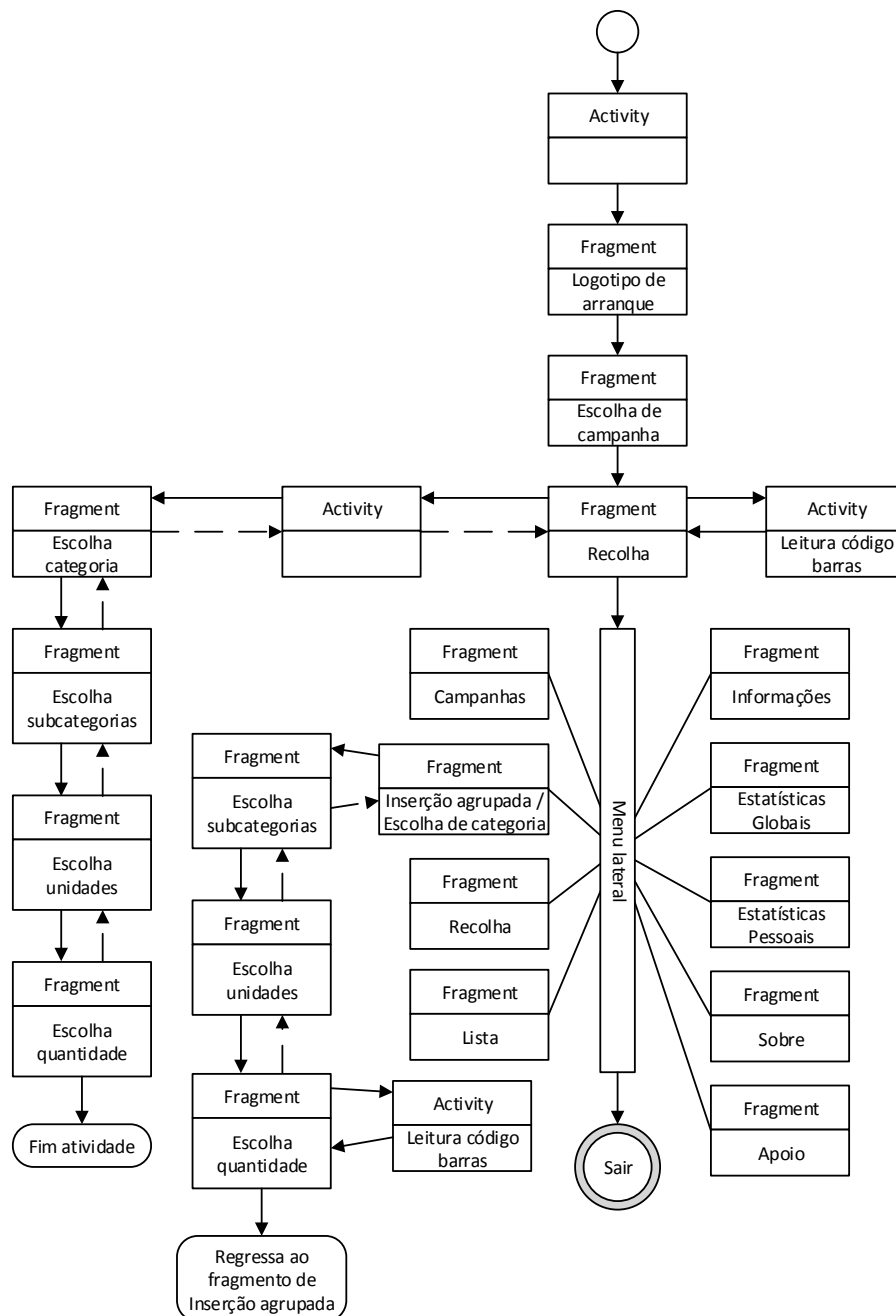 Activity
Fragment
Logotipo de
arranque
Fragment
Escolha de
campanha
Fragment
Escolha
categoria
Activity
Fragment
Recolha
Activity
Leitura código
barras
Fragment
Escolha
subcategorias
Fragment
Escolha
unidades
Fragment
Escolha
quantidade
Fim atividade
Fragment
Escolha
subcategorias
Fragment
Escolha
unidades
Fragment
Escolha
quantidade
Regressa ao
fragmento de
Inserção agrupada
Activity
Leitura código
barras
Fragment
Campanhas
Fragment
Inserção agrupada /
Escolha de categoria
Fragment
Recolha
Fragment
Lista
Menu lateral
Sair
Fragment
Informações
Fragment
Estatísticas
Globais
Fragment
Estatísticas
Pessoais
Fragment
Sobre
Fragment
Apoio